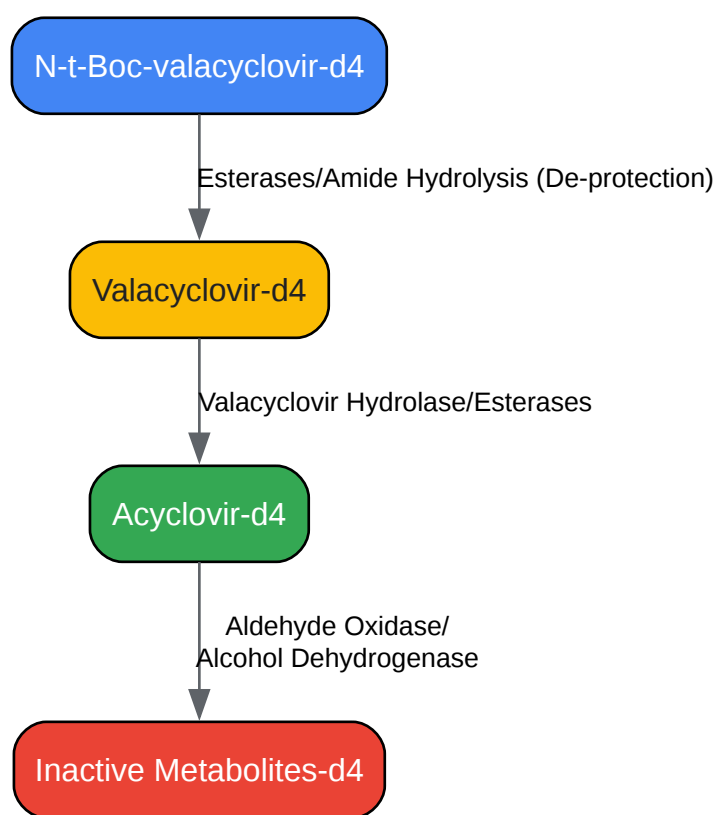 N-t-Boc-valacyclovir-d4
Esterases/Amide Hydrolysis (De-protection)
Valacyclovir-d4
Valacyclovir Hydrolase/Esterases
Acyclovir-d4
Aldehyde Oxidase/
Alcohol Dehydrogenase
Inactive Metabolites-d4